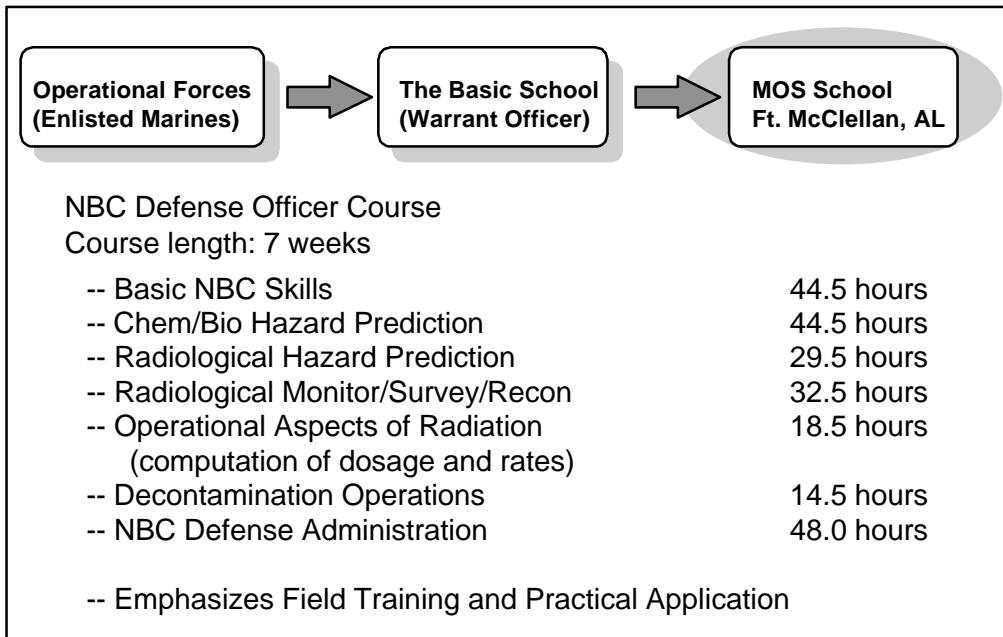 Operational Forces
(Enlisted Marines)
The Basic School
(Warrant Officer)
MOS School
Ft. McClellan, AL
NBC Defense Officer Course
Course length: 7 weeks
-- Basic NBC Skills 44.5 hours
-- Chem/Bio Hazard Prediction 44.5 hours
-- Radiological Hazard Prediction 29.5 hours
-- Radiological Monitor/Survey/Recon 32.5 hours
-- Operational Aspects of Radiation 18.5 hours
(computation of dosage and rates)
-- Decontamination Operations 14.5 hours
-- NBC Defense Administration 48.0 hours
-- Emphasizes Field Training and Practical Application